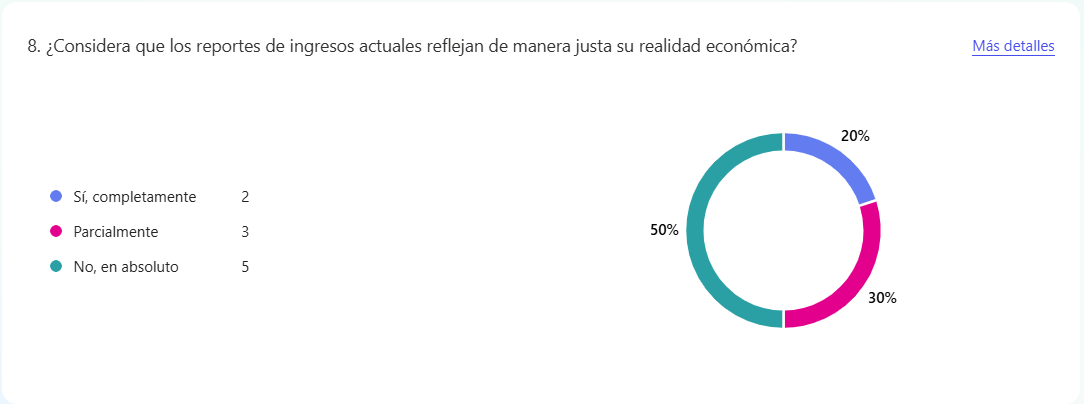 8. ¿Considera que los reportes de ingresos actuales reflejan de manera justa su realidad económica?
Más detalles
Sí, completamente 2
Parcialmente 3
No, en absoluto 5
20%
50%
30%